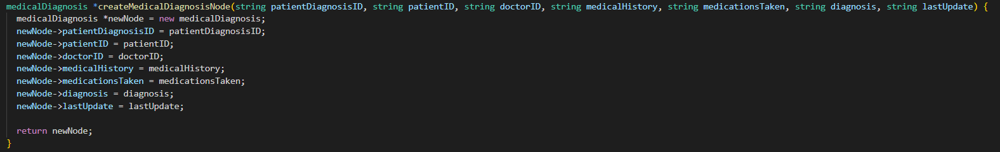 medicalDiagnosis *createMedicalDiagnosisNode(string patientDiagnosisID, string patientID, string doctorID, string medicalHistory, string medicationsTaken, string diagnosis, string lastUpdate) {
  medicalDiagnosis *newNode = new medicalDiagnosis;
  newNode->patientDiagnosisID = patientDiagnosisID;
  newNode->patientID = patientID;
  newNode->doctorID = doctorID;
  newNode->medicalHistory = medicalHistory;
  newNode->medicationsTaken = medicationsTaken;
  newNode->diagnosis = diagnosis;
  newNode->lastUpdate = lastUpdate;

  return newNode;
}